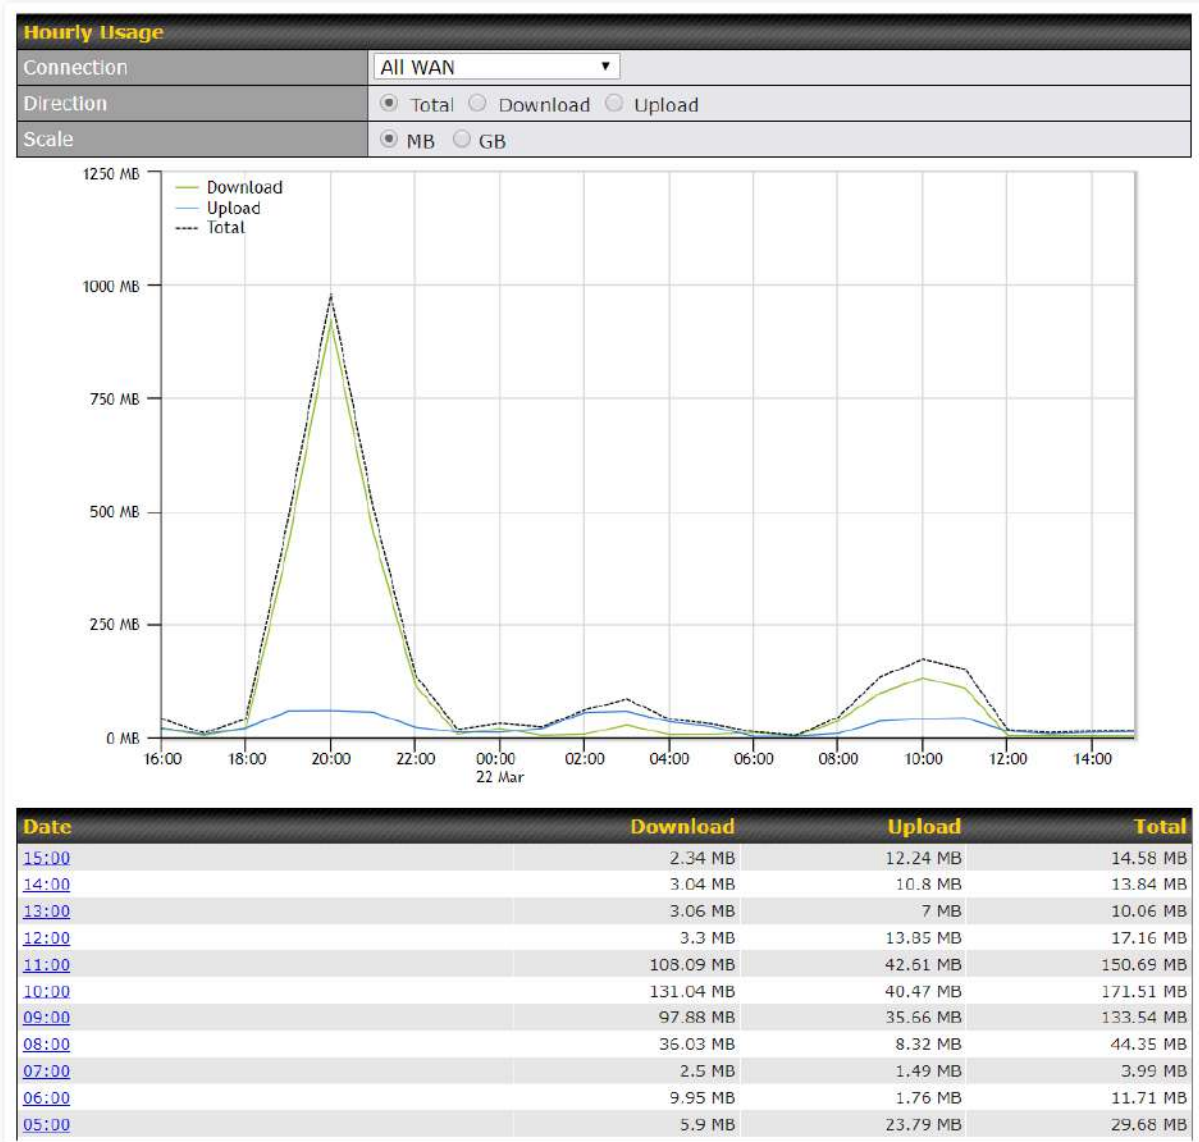 Hourly Usage
Connection All WAN
Direction Total Download Upload
Scale MB GB
1250 MB
Download
Upload
Total
1000 MB
750 MB
500 MB
250 MB
0 MB
16:00 18:00 20:00 22:00 00:00 02:00 04:00 06:00 08:00 10:00 12:00 14:00
22 Mar
Date Download Upload Total
15:00 2.34 MB 12.24 MB 14.58 MB
14:00 3.04 MB 10.8 MB 13.84 MB
13:00 3.06 MB 7 MB 10.06 MB
12:00 3.3 MB 13.85 MB 17.16 MB
11:00 108.09 MB 42.61 MB 150.69 MB
10:00 131.04 MB 40.47 MB 171.51 MB
09:00 97.88 MB 35.66 MB 133.54 MB
08:00 36.03 MB 8.32 MB 44.35 MB
07:00 2.5 MB 1.49 MB 3.99 MB
06:00 9.95 MB 1.76 MB 11.71 MB
05:00 5.9 MB 23.79 MB 29.68 MB